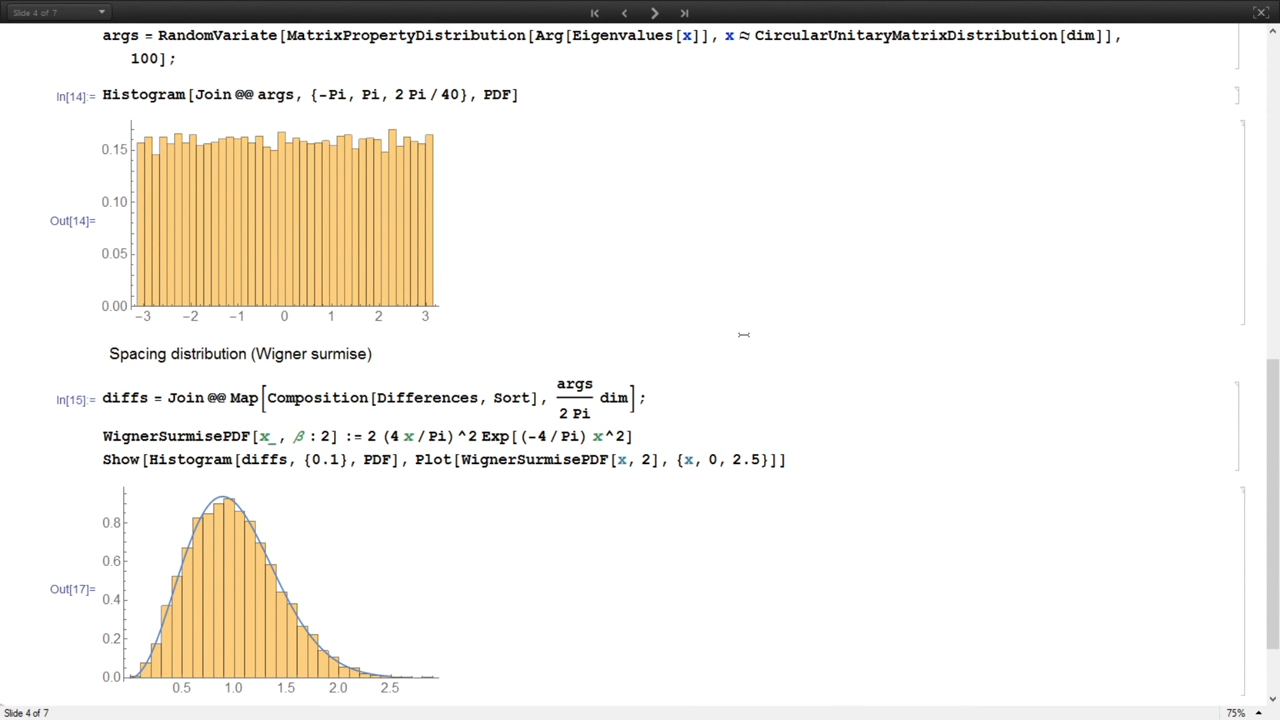 Slide 4 of 7
args = RandomVariate[MatrixPropertyDistribution[Arg[Eigenvalues[x]], x ≈ CircularUnitaryMatrixDistribution[dim]],
100];
In[14]:= Histogram[Join @@ args, {-Pi, Pi, 2 Pi / 40}, PDF]
0.15
0.10
Out[14]=
0.05
0.00
-3 -2 -1 0 1 2 3
Spacing distribution (Wigner surmise)
In[15]:= diffs = Join @@ Map[Composition[Differences, Sort], args/2 Pi dim];
WignerSurmisePDF[x_, β : 2] := 2 (4 x / Pi) ^2 Exp[(-4 / Pi) x^2]
Show[Histogram[diffs, {0.1}, PDF], Plot[WignerSurmisePDF[x, 2], {x, 0, 2.5}]]
0.8
0.6
Out[17]=
0.4
0.2
0.0
0.5 1.0 1.5 2.0 2.5
Slide 4 of 7 75%